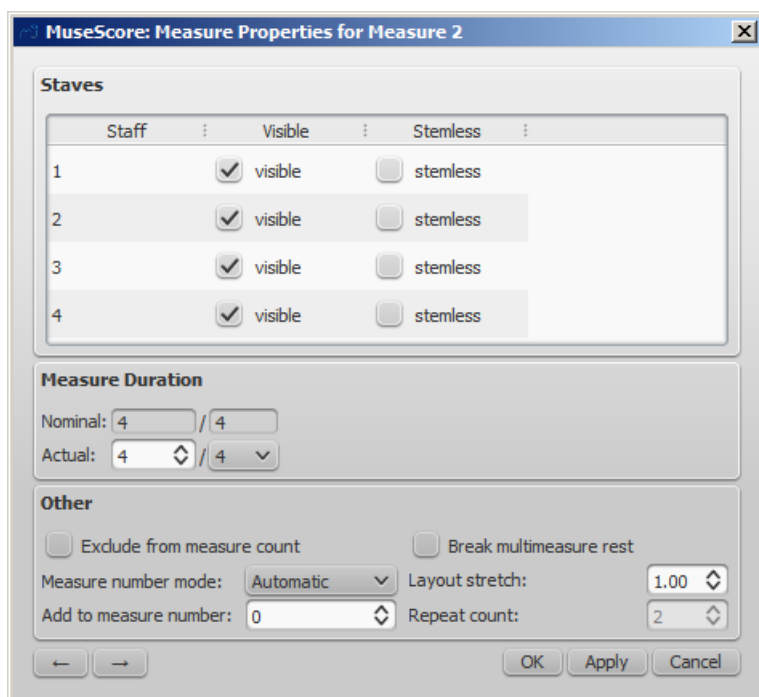 MuseScore: Measure Properties for Measure 2
Staves
Staff Visible Stemless
1 visible stemless
2 visible stemless
3 visible stemless
4 visible stemless
Measure Duration
Nominal: 4 / 4
Actual: 4 / 4
Other
Exclude from measure count Break multimeasure rest
Measure number mode: Automatic Layout stretch: 1.00
Add to measure number: 0 Repeat count: 2
← → OK Apply Cancel